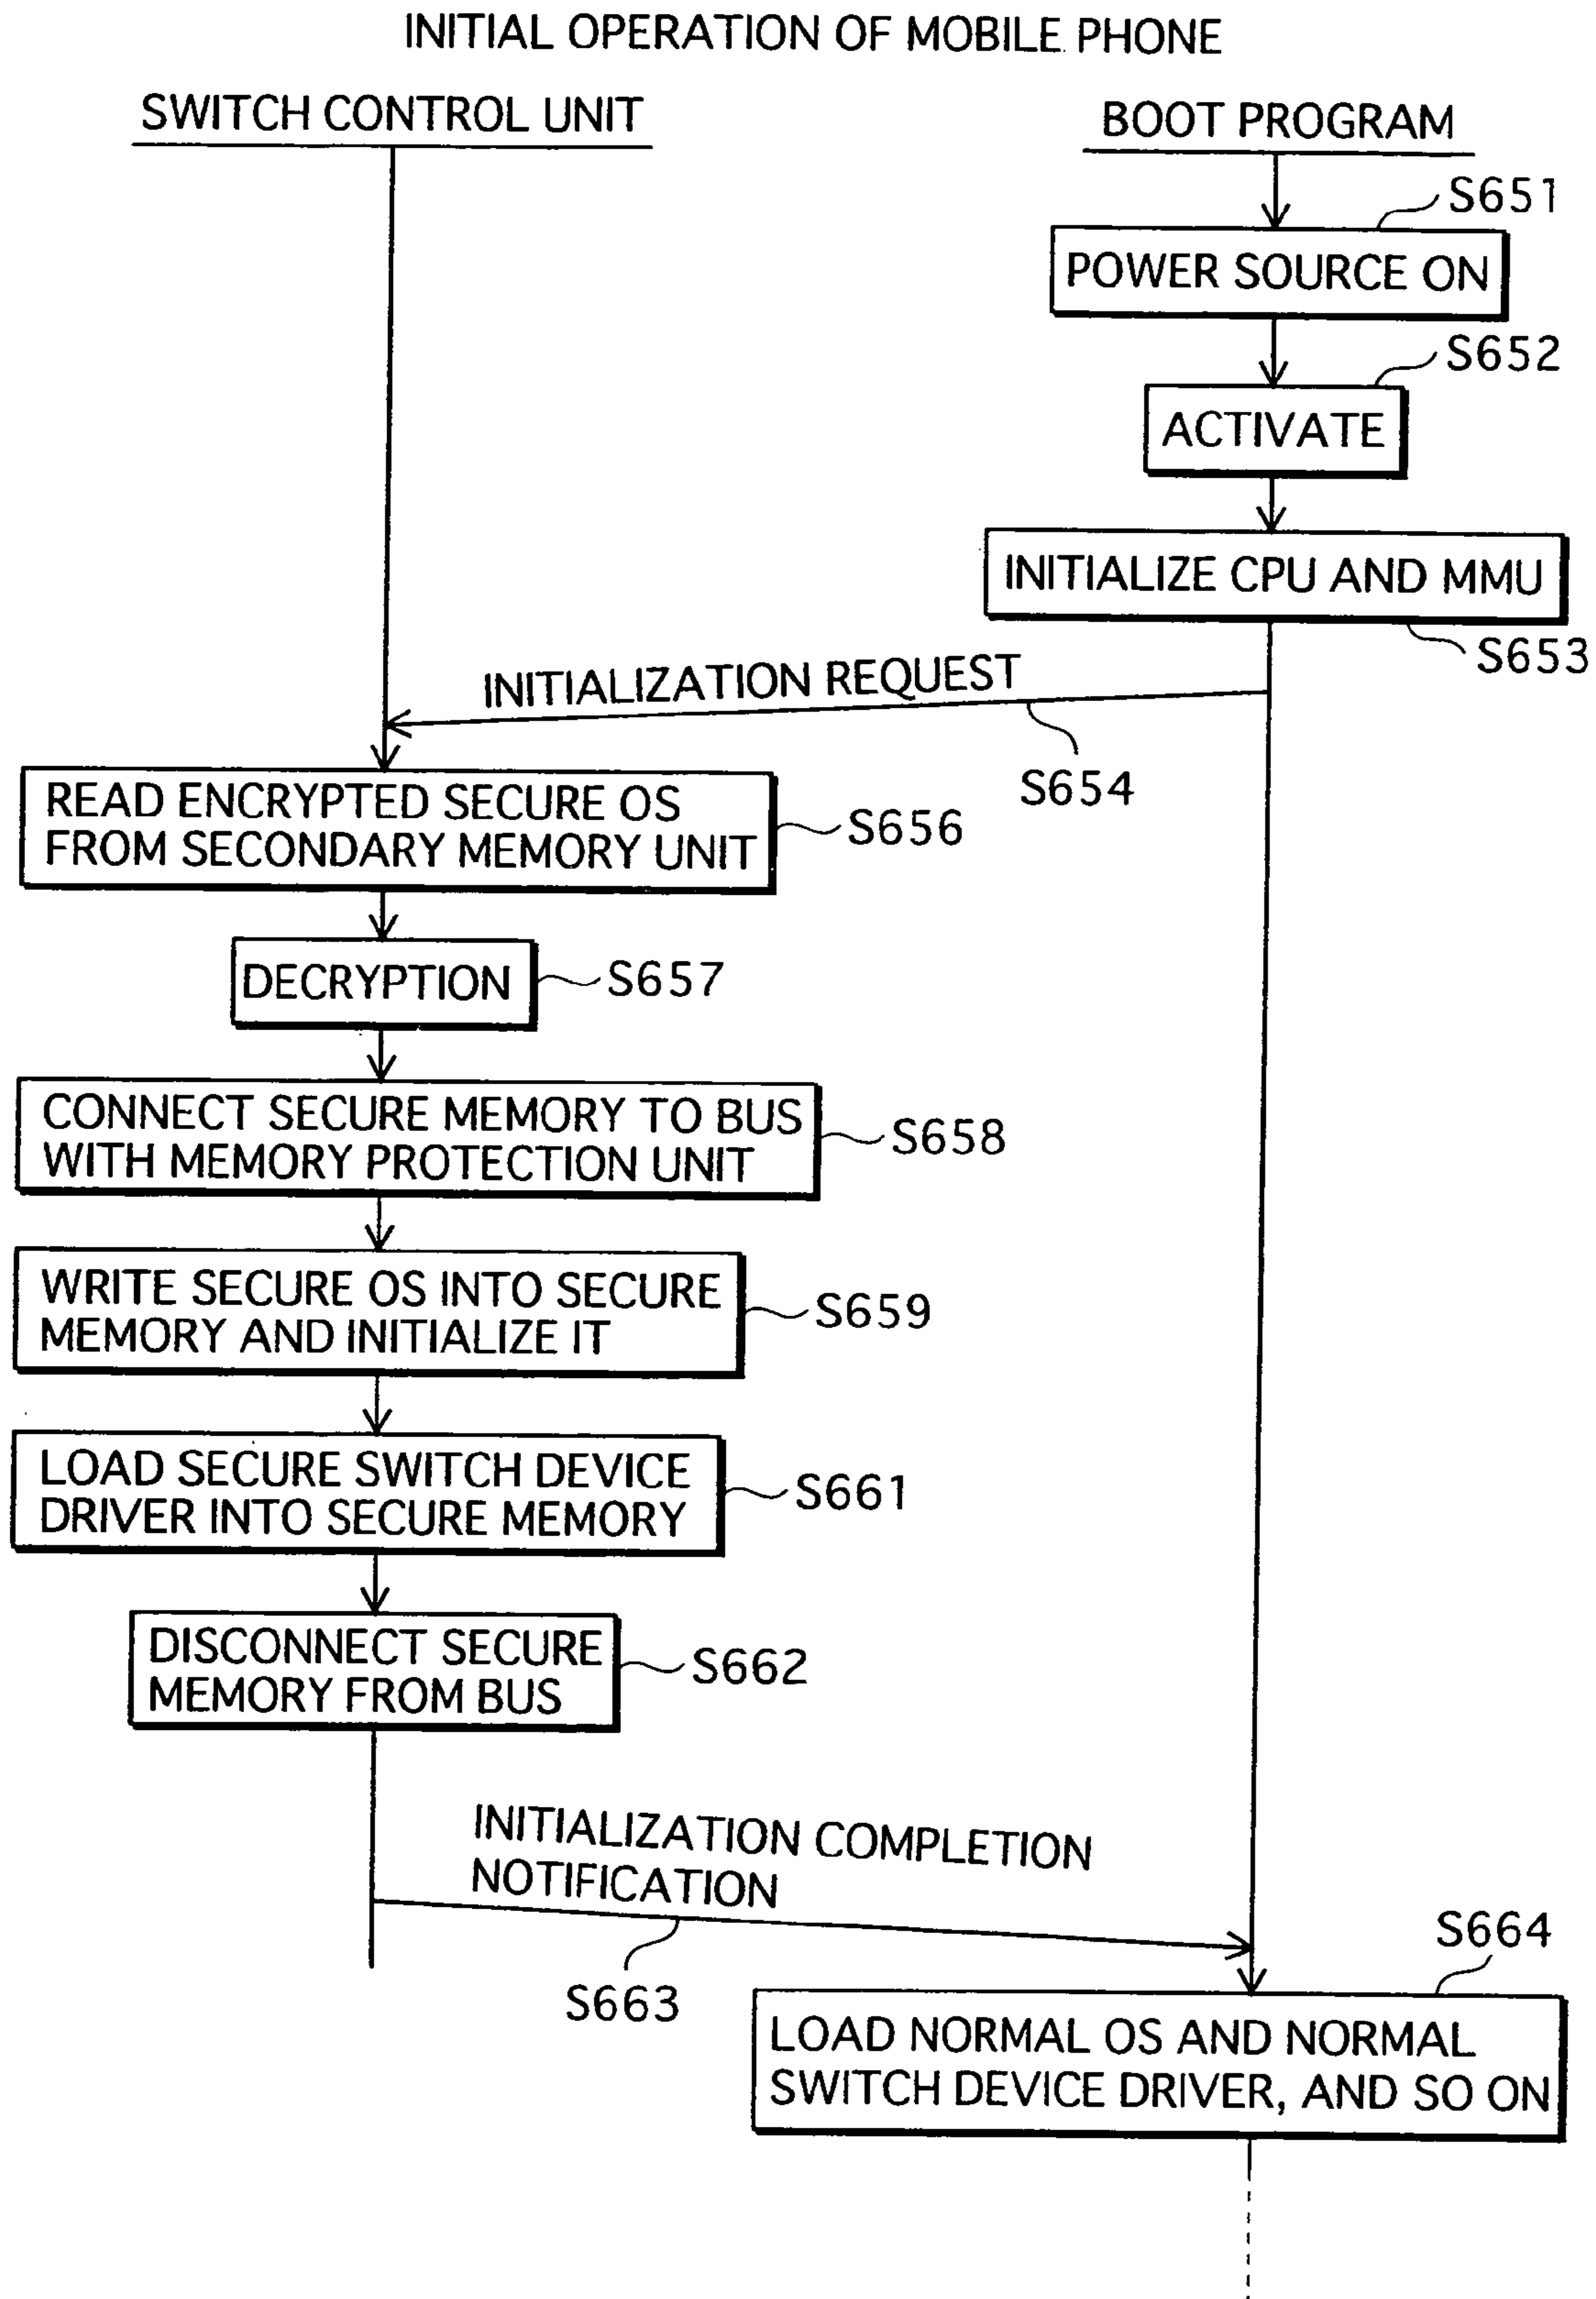 INITIAL OPERATION OF MOBILE PHONE
SWITCH CONTROL UNIT
BOOT PROGRAM
S651
POWER SOURCE ON
S652
ACTIVATE
INITIALIZE CPU AND MMU
S653
INITIALIZATION REQUEST
S654
READ ENCRYPTED SECURE OS
FROM SECONDARY MEMORY UNIT
S656
DECRYPTION
S657
CONNECT SECURE MEMORY TO BUS
WITH MEMORY PROTECTION UNIT
S658
WRITE SECURE OS INTO SECURE
MEMORY AND INITIALIZE IT
S659
LOAD SECURE SWITCH DEVICE
DRIVER INTO SECURE MEMORY
S661
DISCONNECT SECURE
MEMORY FROM BUS
S662
INITIALIZATION COMPLETION
NOTIFICATION
S663
S664
LOAD NORMAL OS AND NORMAL
SWITCH DEVICE DRIVER, AND SO ON